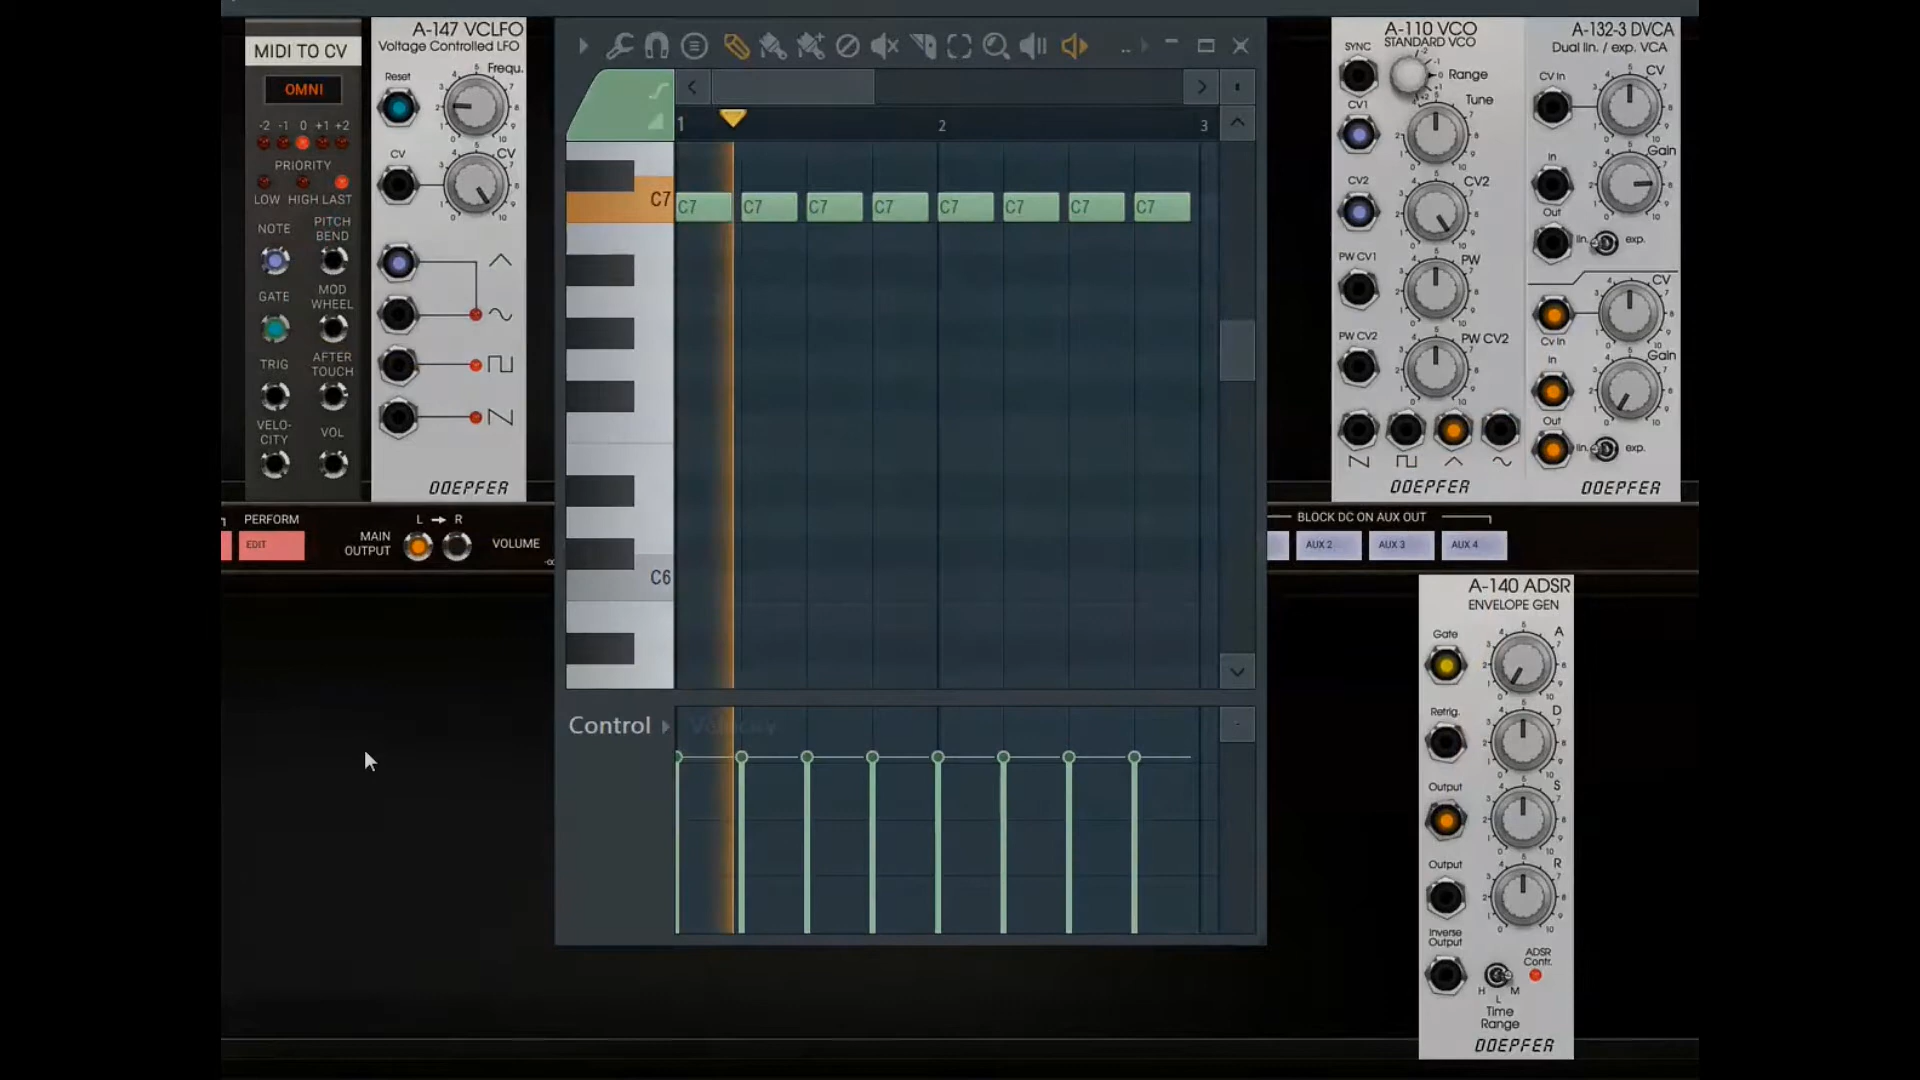 MIDI TO CV
OMNI
-2 -1 0 +1 +2
PRIORITY
LOW HIGH LAST
NOTE
PITCH
BEND
GATE
MOD
WHEEL
TRIG
AFTER
TOUCH
VELO-
CITY
VOL
A-147 VCLFO
Voltage Controlled LFO
Reset
Frequ.
CV
CV
DOEPFER
1
2
3
C7
C7 C7 C7 C7 C7 C7 C7 C7
C6
Control
Velocity
A-110 VCO
STANDARD VCO
SYNC
Range
CV1
Tune
CV2
CV2
PW CV1
PW
PW CV2
PW CV2
DOEPFER
A-132-3 DVCA
Dual lin. / exp. VCA
CV In
CV
In
Gain
Out
lin. exp.
CV
Cv In
In
Gain
Out
lin. exp.
DOEPFER
PERFORM
EDIT
MAIN
OUTPUT
L R
VOLUME
BLOCK DC ON AUX OUT
AUX 2
AUX 3
AUX 4
A-140 ADSR
ENVELOPE GEN
Gate
A
Retrig.
D
Output
S
Output
R
Inverse
Output
ADSR
Contr.
H L M
Time
Range
DOEPFER